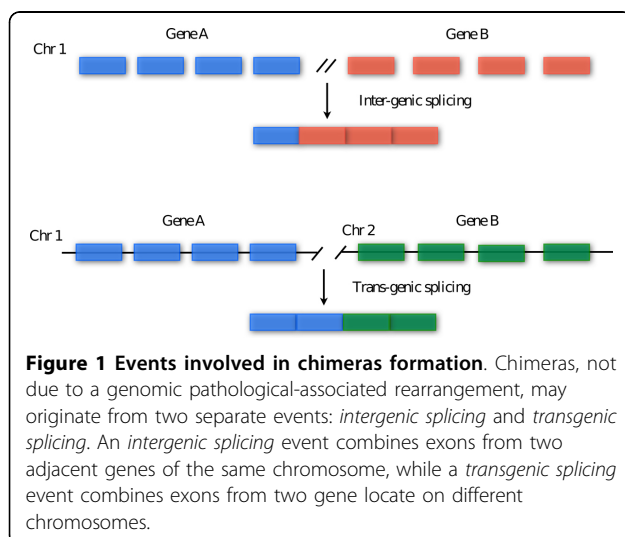 Gene A Gene B
Chr 1
Inter-genic splicing
Gene A Chr 2 Gene B
Chr 1
Trans-genic splicing
Figure 1 Events involved in chimeras formation. Chimeras, not
due to a genomic pathological-associated rearrangement, may
originate from two separate events: intergenic splicing and transgenic
splicing. An intergenic splicing event combines exons from two
adjacent genes of the same chromosome, while a transgenic splicing
event combines exons from two gene locate on different
chromosomes.